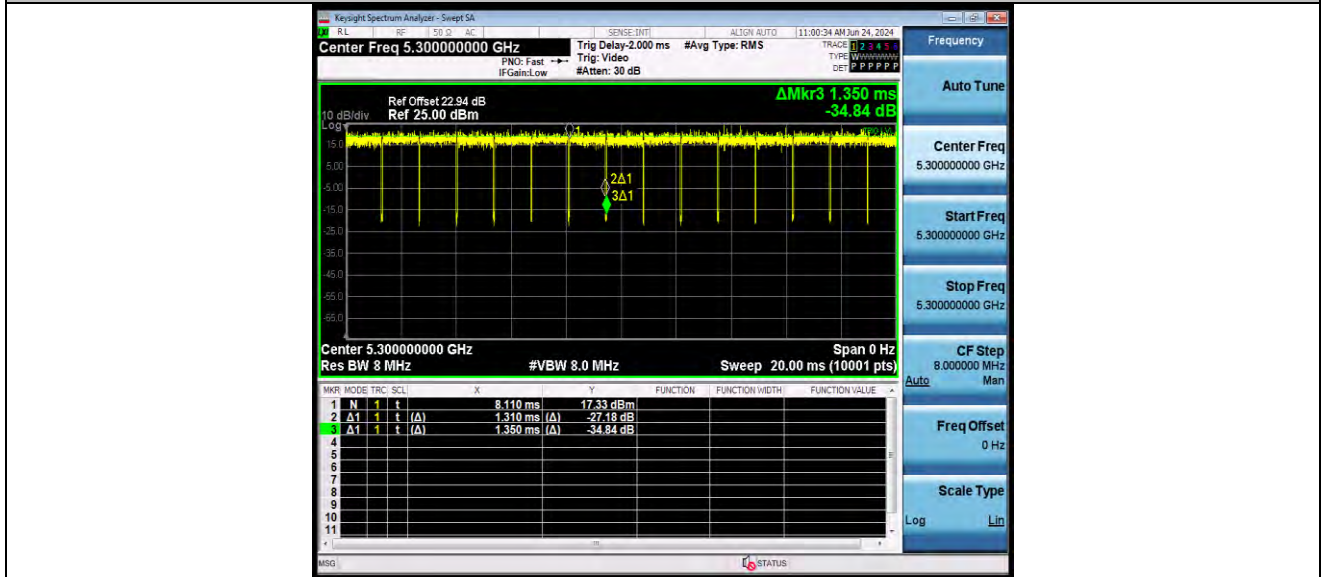 Keysight Spectrum Analyzer - Swept SA
RL RF 50 Ω AC SENSE:INT ALIGN AUTO 11:00:34 AM Jun 24, 2024
Center Freq 5.300000000 GHz
PNO: Fast
IFGain:Low
Trig Delay-2.000 ms
Trig: Video
#Atten: 30 dB
#Avg Type: RMS
TRACE 1 2 3 4 5 6
TYPE WWWWWW
DET P P P P P P
ΔMkr3 1.350 ms
-34.84 dB
Ref Offset 22.94 dB
10 dB/div Ref 25.00 dBm
Log
15.0
5.00
-5.00
-15.0
-25.0
-35.0
-45.0
-55.0
-65.0
1
2Δ1
3Δ1
Center 5.300000000 GHz Span 0 Hz
Res BW 8 MHz #VBW 8.0 MHz Sweep 20.00 ms (10001 pts)
MKR MODE TRC SCL X Y FUNCTION FUNCTION WIDTH FUNCTION VALUE
1 N 1 t 8.110 ms 17.33 dBm
2 Δ1 1 t (Δ) 1.310 ms (Δ) -27.18 dB
3 Δ1 1 t (Δ) 1.350 ms (Δ) -34.84 dB
4
5
6
7
8
9
10
11
MSG STATUS
Frequency
Auto Tune
Center Freq
5.300000000 GHz
Start Freq
5.300000000 GHz
Stop Freq
5.300000000 GHz
CF Step
8.000000 MHz
Auto Man
Freq Offset
0 Hz
Scale Type
Log Lin